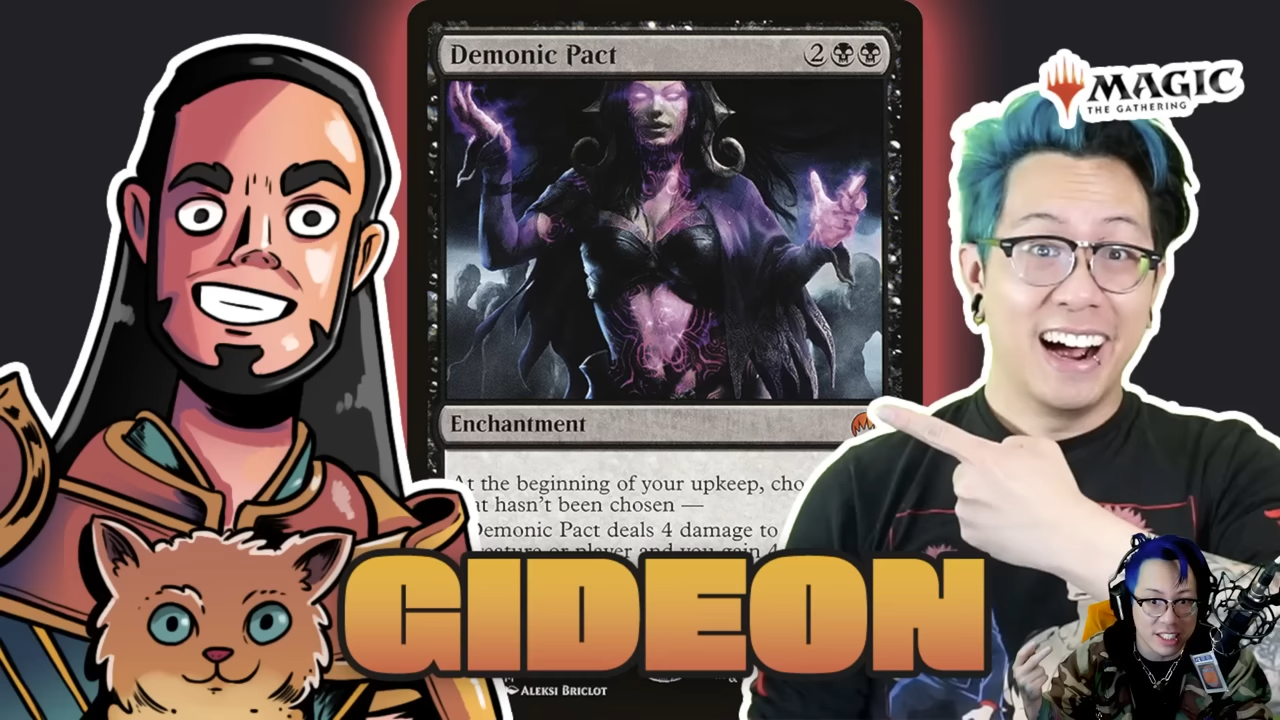 Demonic Pact 2
MAGIC
THE GATHERING
Enchantment
At the beginning of your upkeep, cho
at hasn't been chosen —
Demonic Pact deals 4 damage to
eature or player and you gain 4
GIDEON
ALEKSI BRICLOT